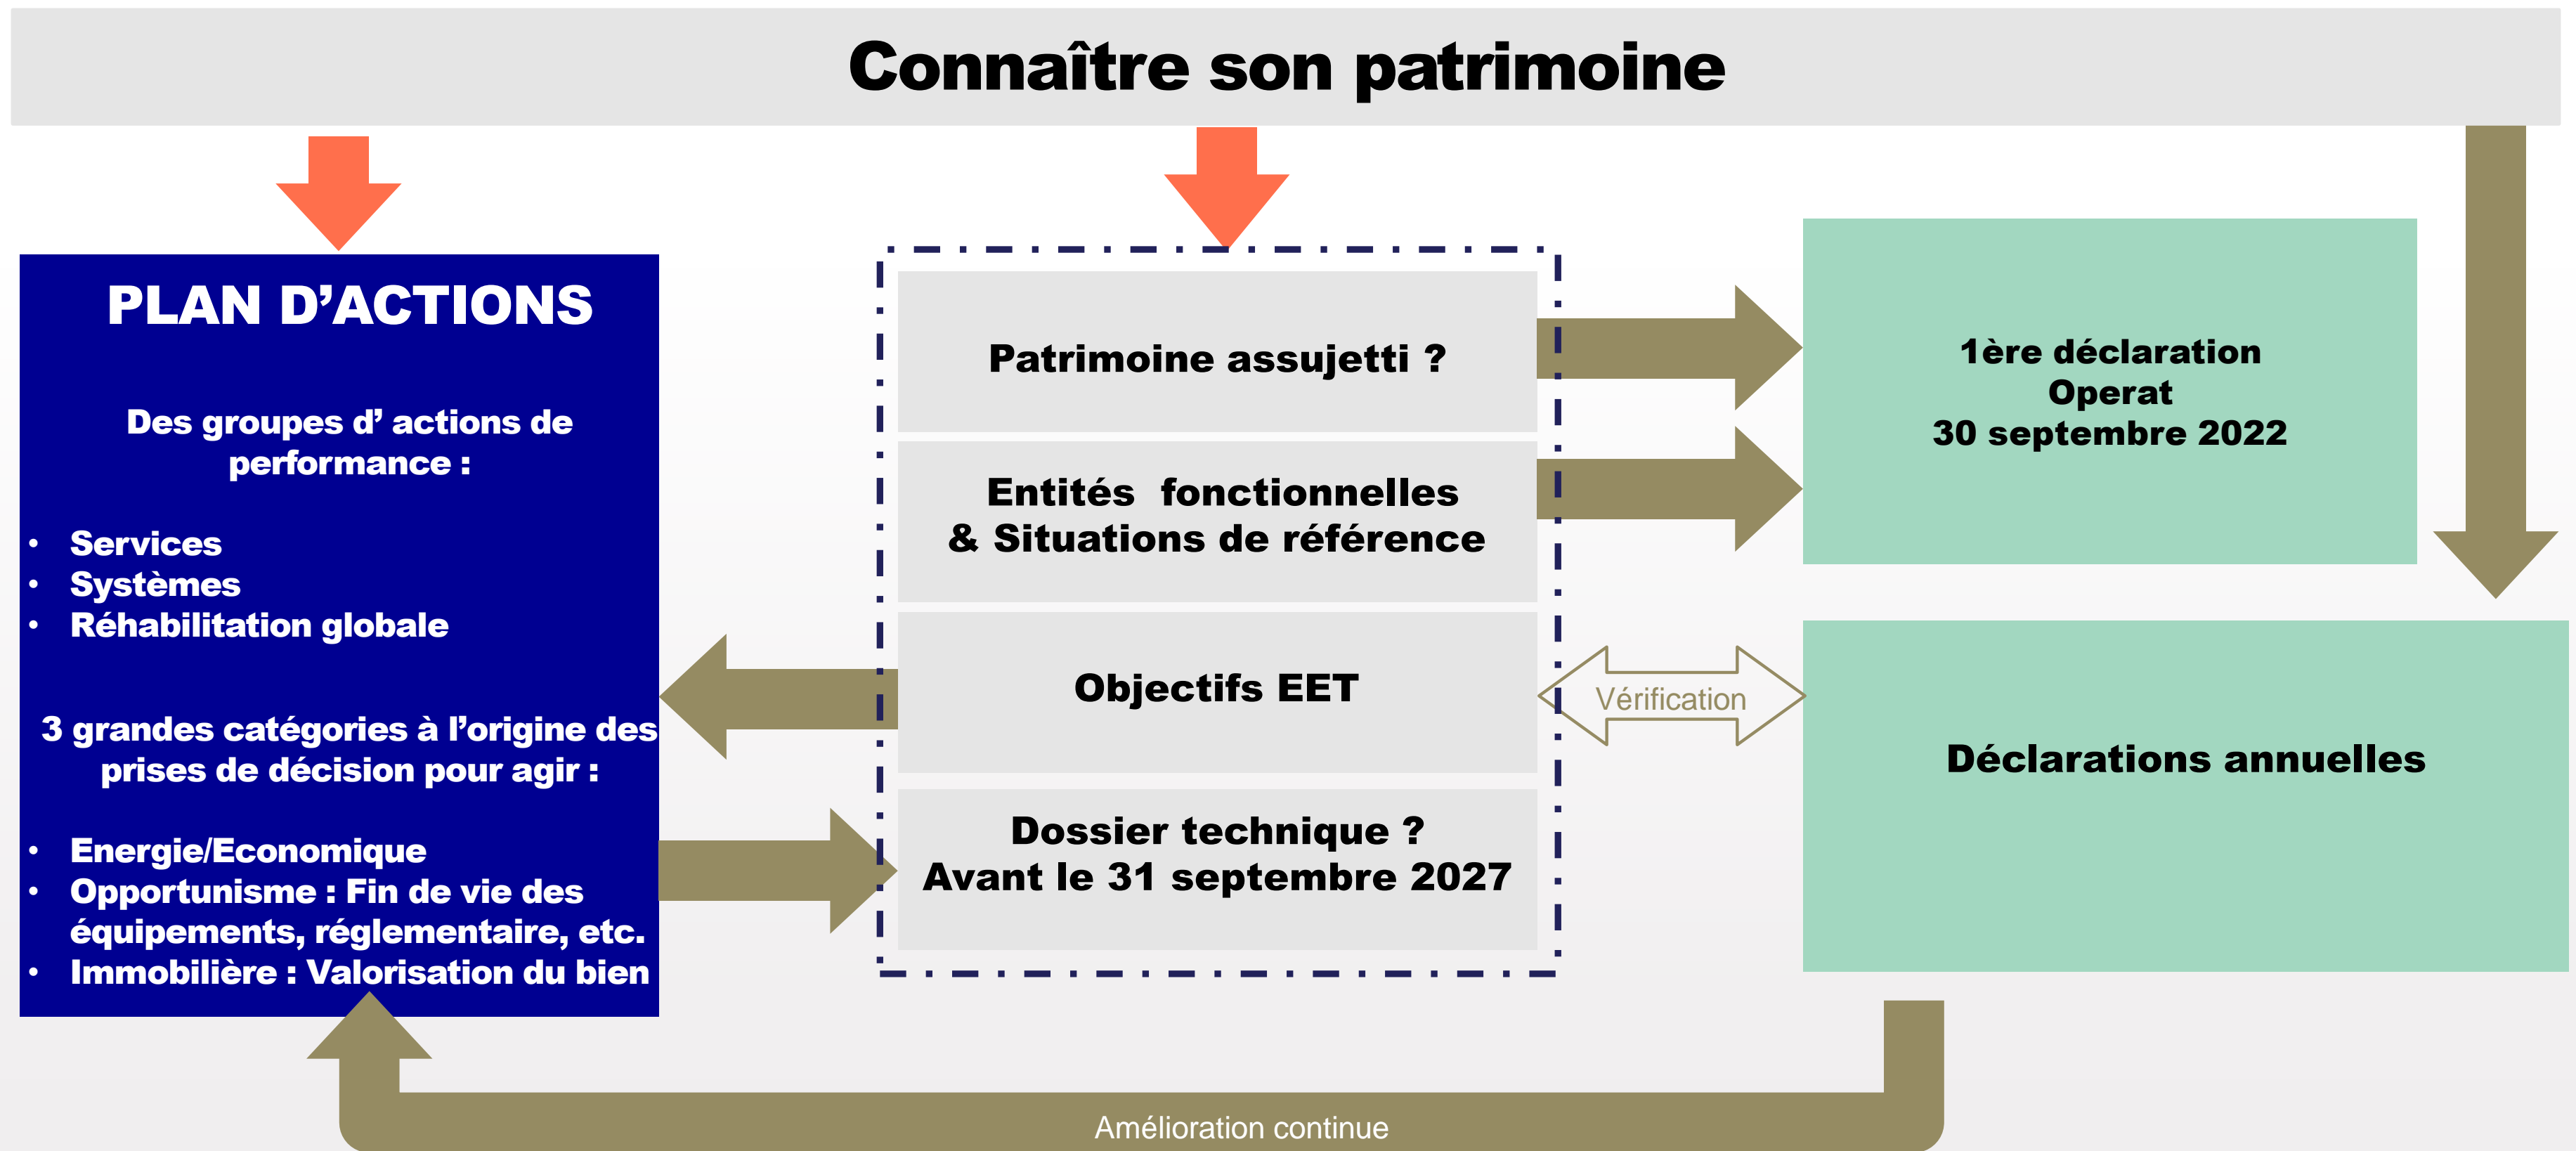 Connaître son patrimoine
PLAN D’ACTIONS
Des groupes d’ actions de
performance :
• Services
• Systèmes
• Réhabilitation globale
3 grandes catégories à l’origine des
prises de décision pour agir :
• Energie/Economique
• Opportunisme : Fin de vie des
équipements, réglementaire, etc.
• Immobilière : Valorisation du bien
Patrimoine assujetti ?
Entités fonctionnelles
& Situations de référence
Objectifs EET
Dossier technique ?
Avant le 31 septembre 2027
1ère déclaration
Operat
30 septembre 2022
Vérification
Déclarations annuelles
Amélioration continue